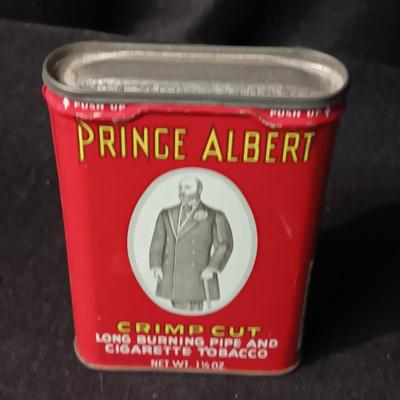 PUSH UP PUSH UP
PRINCE ALBERT
CRIMP CUT
LONG BURNING PIPE AND
CIGARETTE TOBACCO
NET WT. 1½ OZ.